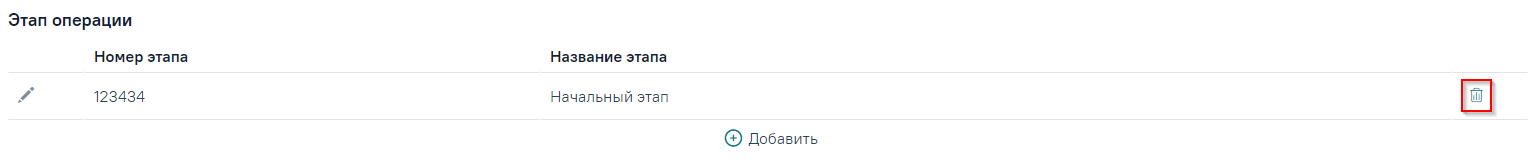 Этап операции
Номер этапа Название этапа
123434 Начальный этап
Добавить